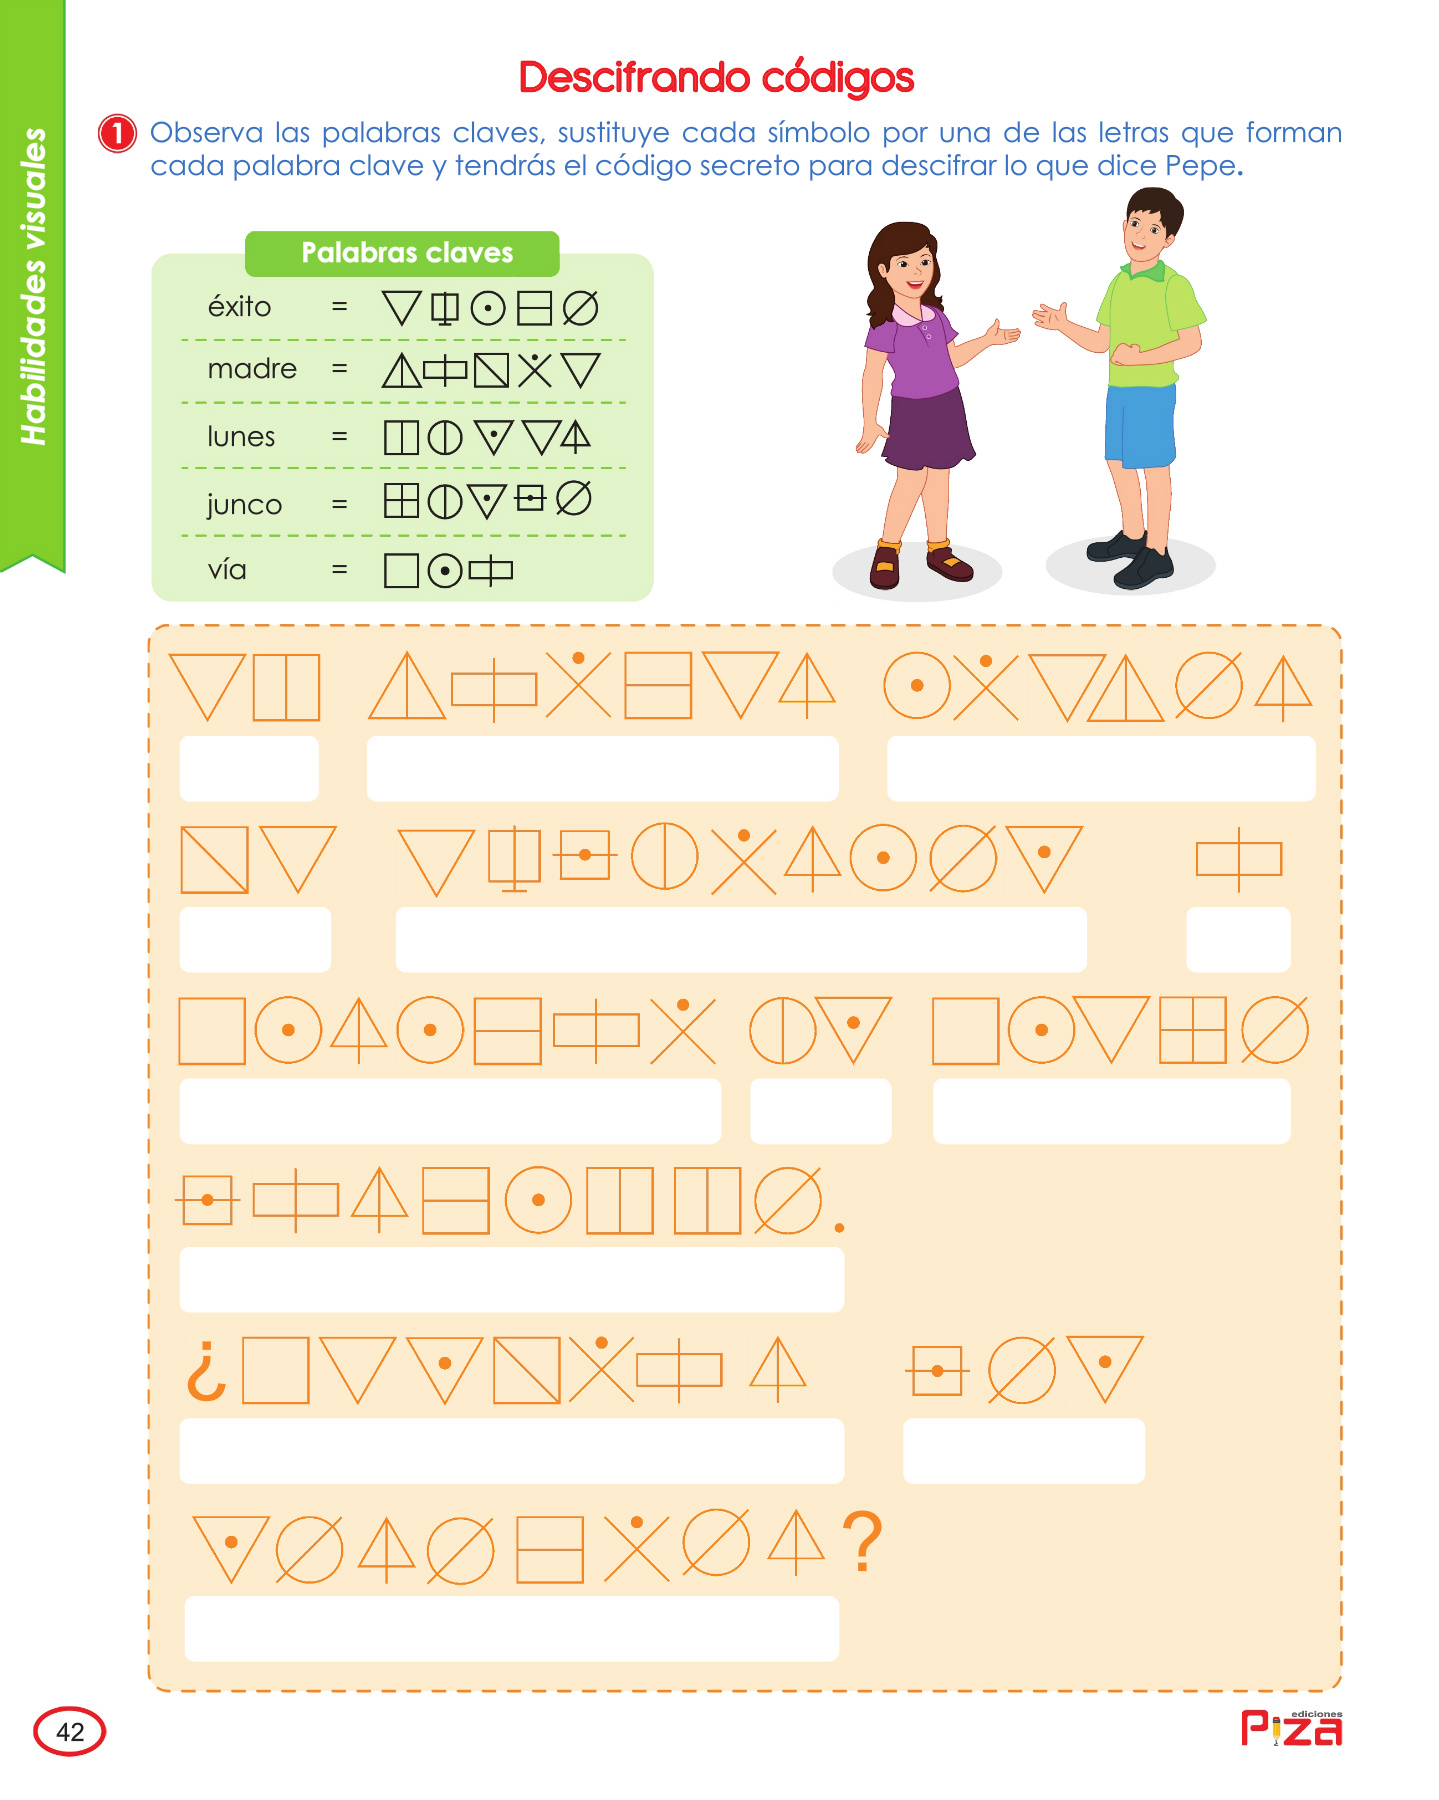 Habilidades visuales
Descifrando códigos
1 Observa las palabras claves, sustituye cada símbolo por una de las letras que forman
cada palabra clave y tendrás el código secreto para descifrar lo que dice Pepe.
Palabras claves
éxito =
madre =
lunes =
junco =
vía =
.
¿
?
42
ediciones
Piza